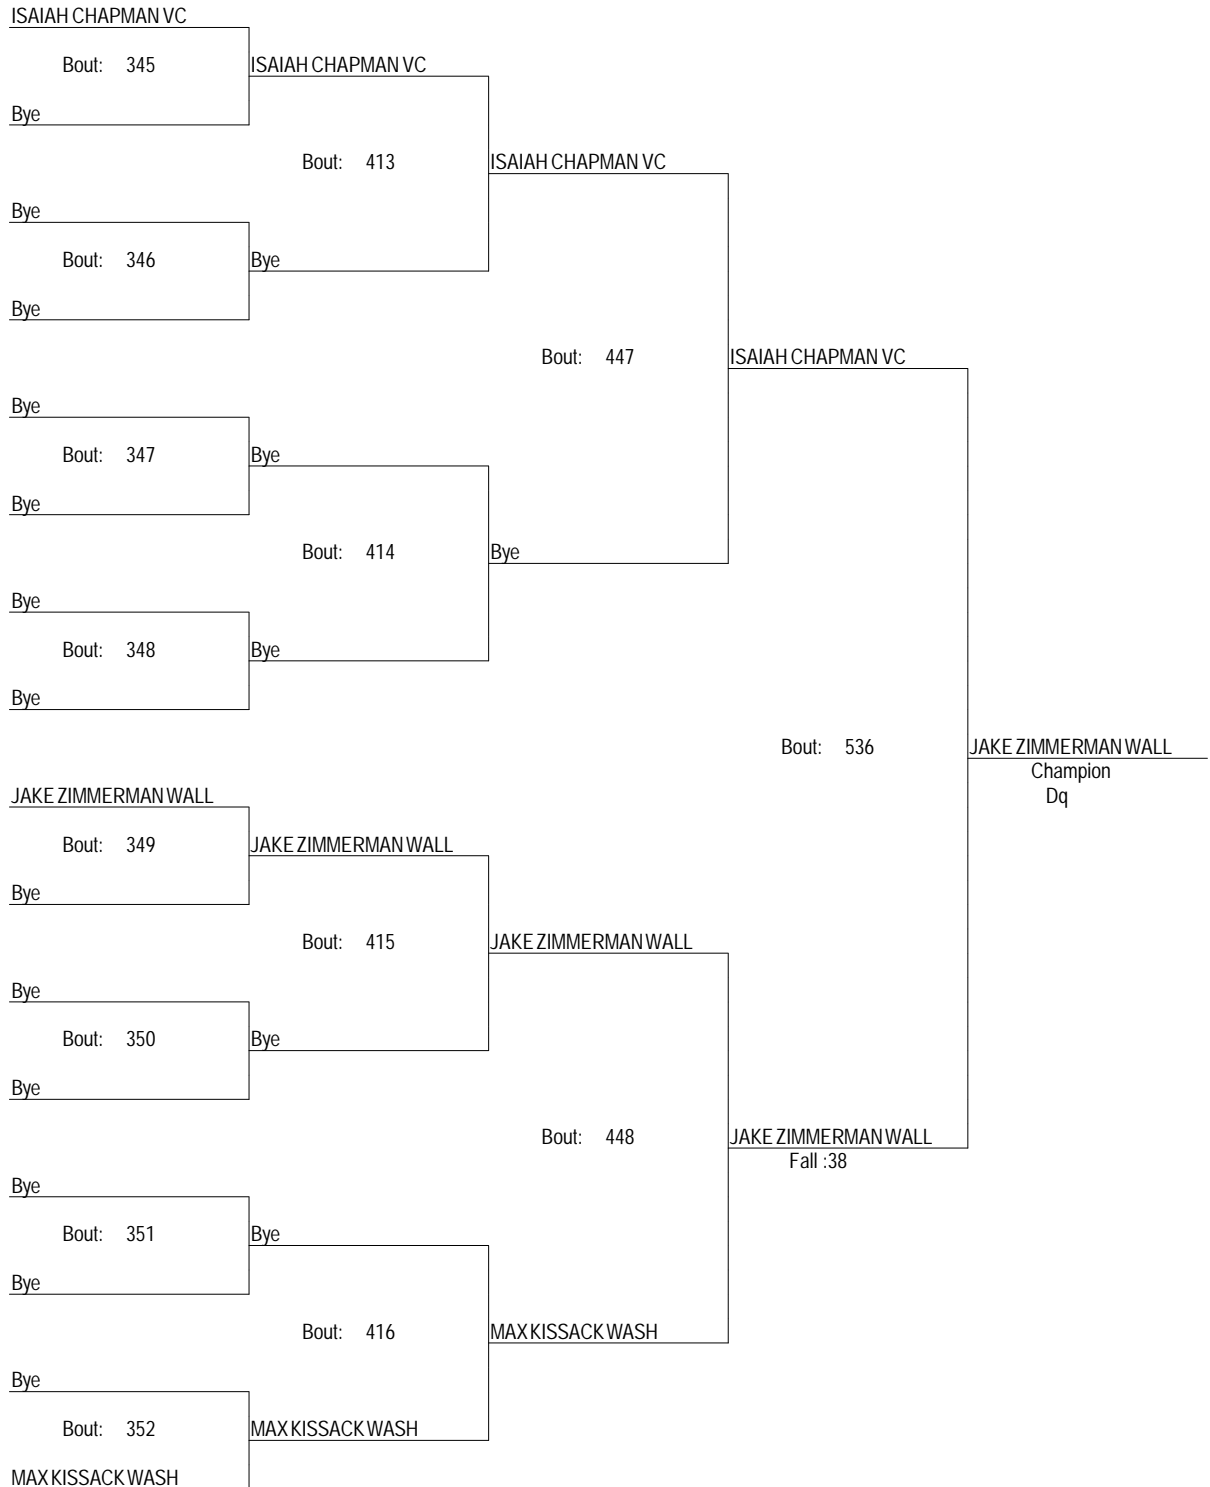 ISAIAH CHAPMAN VC
Bout: 345
ISAIAH CHAPMAN VC
Bye
Bout: 413
ISAIAH CHAPMAN VC
Bye
Bout: 346
Bye
Bye
Bout: 447
ISAIAH CHAPMAN VC
Bye
Bout: 347
Bye
Bye
Bout: 414
Bye
Bye
Bout: 348
Bye
Bye
Bout: 536
JAKE ZIMMERMAN WALL
Champion
Dq
JAKE ZIMMERMAN WALL
Bout: 349
JAKE ZIMMERMAN WALL
Bye
Bout: 415
JAKE ZIMMERMAN WALL
Bye
Bout: 350
Bye
Bye
Bout: 448
JAKE ZIMMERMAN WALL
Fall :38
Bye
Bout: 351
Bye
Bye
Bout: 416
MAX KISSACK WASH
Bye
Bout: 352
MAX KISSACK WASH
MAX KISSACK WASH